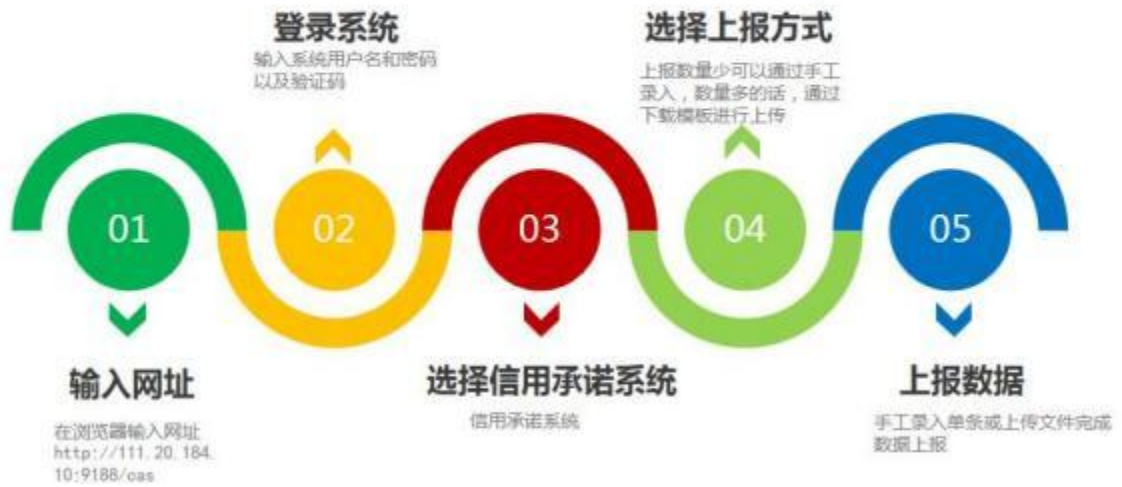 登录系统
输入系统用户名和密码
以及验证码
选择上报方式
上报数量少可以通过手工
录入，数量多的话，通过
下载模板进行上传
01
02
03
04
05
输入网址
在浏览器输入网址
http://111.20.184.
10:9188/cas
选择信用承诺系统
信用承诺系统
上报数据
手工录入单条或上传文件完成
数据上报